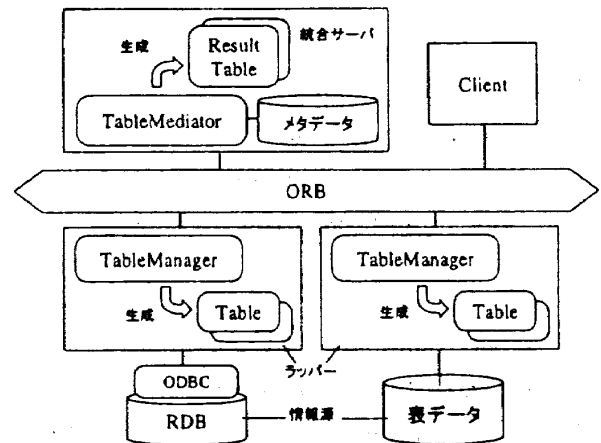 統合サーバ
生成
Result
Table
TableMediator
メタデータ
Client
ORB
TableManager
生成
Table
TableManager
生成
Table
ラッパー
ODBC
RDB
情報源
表データ